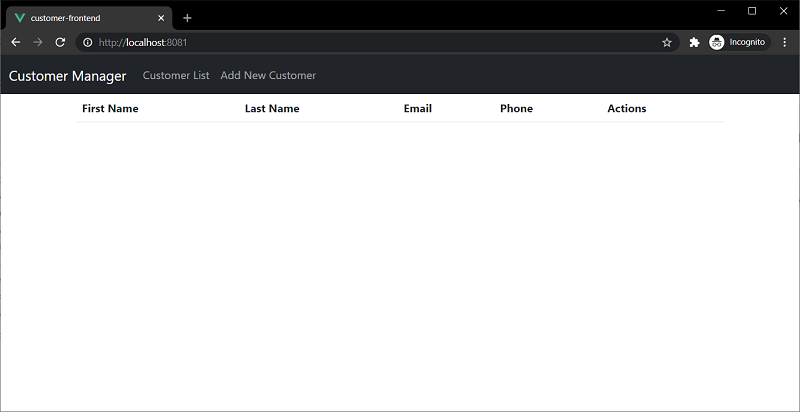 customer-frontend
http://localhost:8081
Incognito
Customer Manager Customer List Add New Customer
First Name Last Name Email Phone Actions